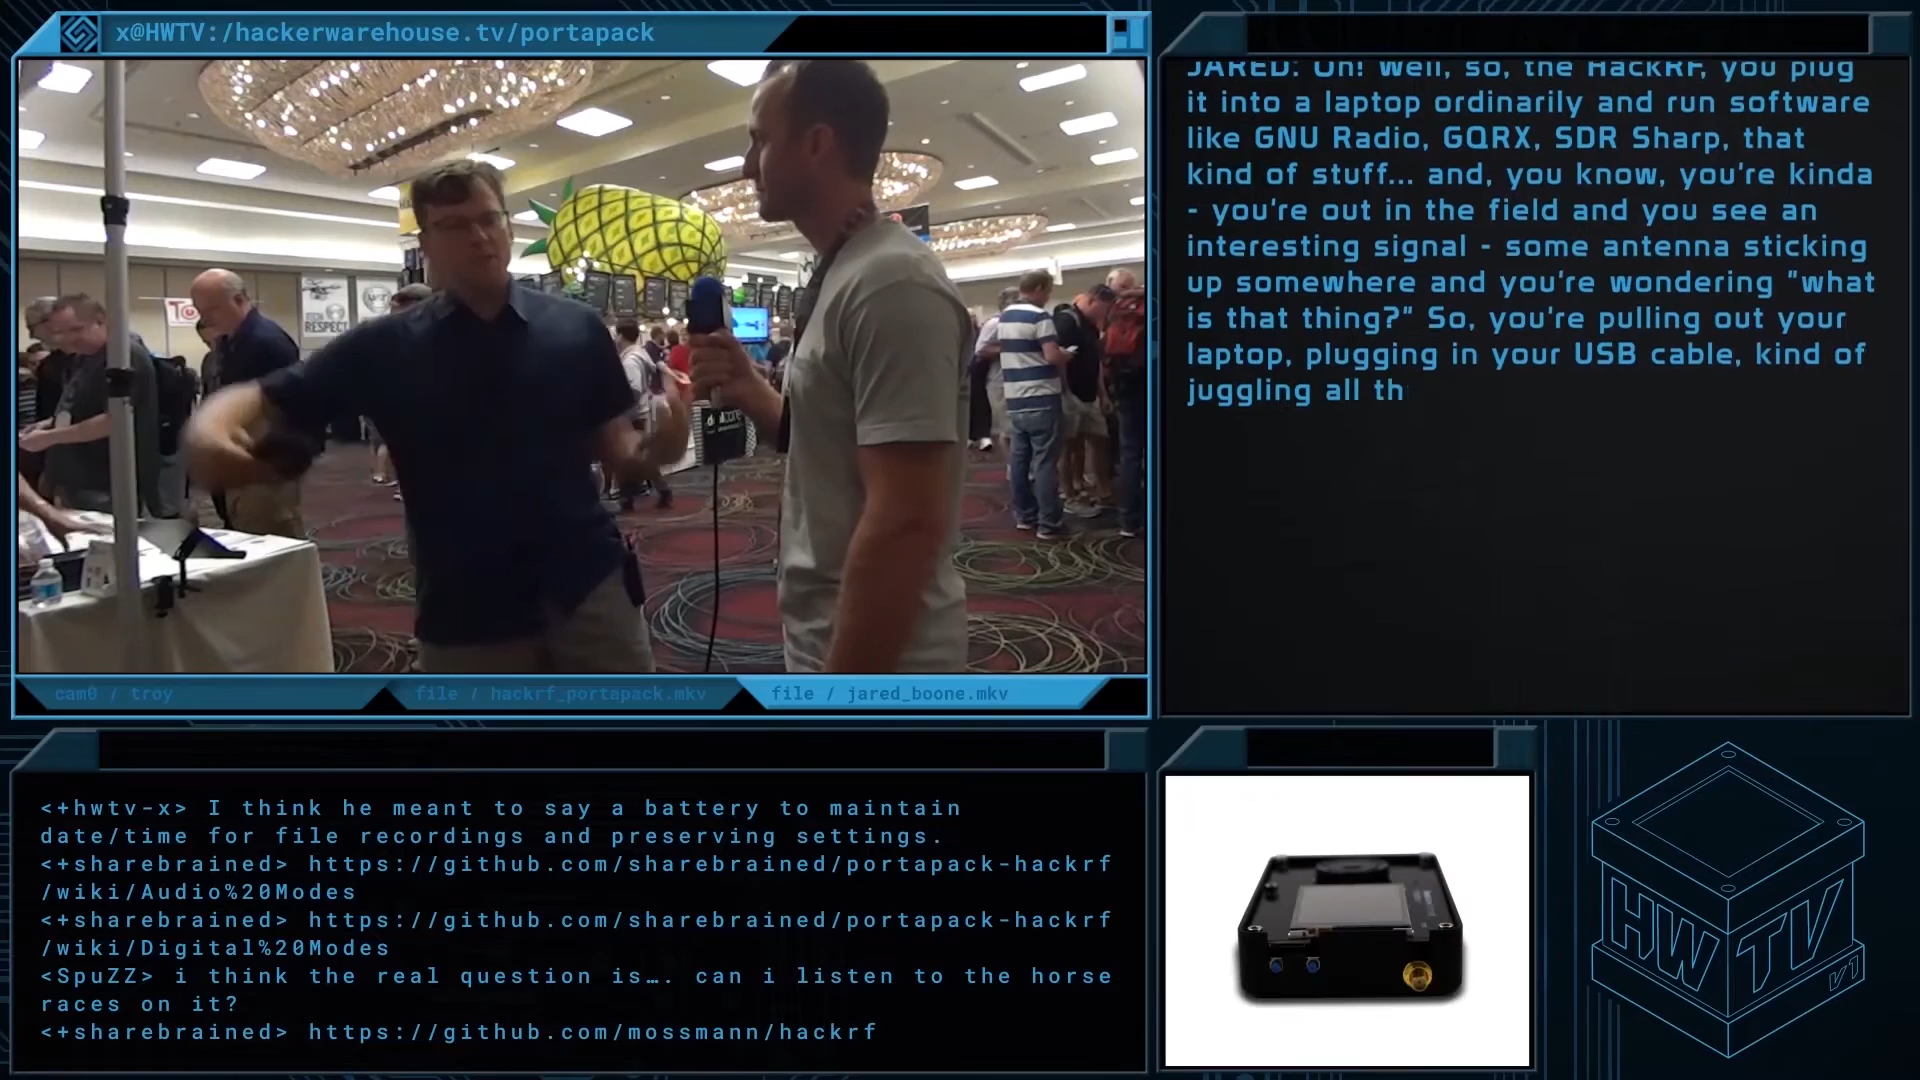 x@HWTV:/hackerwarehouse.tv/portapack
JARED: Uh! Well, so, the HackRF, you plug
it into a laptop ordinarily and run software
like GNU Radio, GQRX, SDR Sharp, that
kind of stuff... and, you know, you're kinda
- you're out in the field and you see an
interesting signal - some antenna sticking
up somewhere and you're wondering "what
is that thing?" So, you're pulling out your
laptop, plugging in your USB cable, kind of
juggling all th
RESPECT
cam0 / troy
file / hackrf_portapack.mkv
file / jared_boone.mkv
<+hwtv-x> I think he meant to say a battery to maintain
date/time for file recordings and preserving settings.
<+sharebrained> https://github.com/sharebrained/portapack-hackrf
/wiki/Audio%20Modes
<+sharebrained> https://github.com/sharebrained/portapack-hackrf
/wiki/Digital%20Modes
<SpuZZ> i think the real question is…. can i listen to the horse
races on it?
<+sharebrained> https://github.com/mossmann/hackrf
HW TV
v1